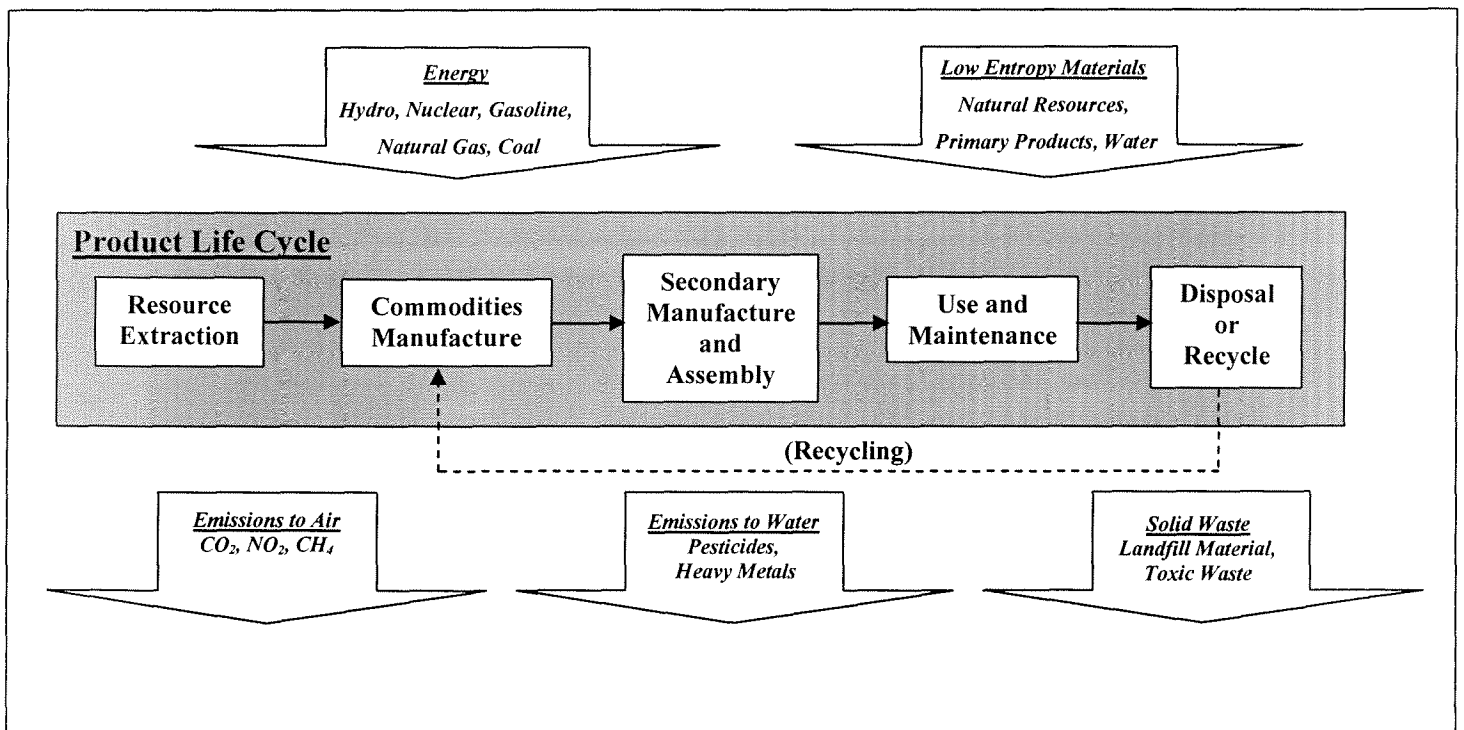 Energy
Hydro, Nuclear, Gasoline,
Natural Gas, Coal
Low Entropy Materials
Natural Resources,
Primary Products, Water
Product Life Cycle
Resource
Extraction
Commodities
Manufacture
Secondary
Manufacture
and
Assembly
Use and
Maintenance
Disposal
or
Recycle
(Recycling)
Emissions to Air
CO₂, NO₂, CH₄
Emissions to Water
Pesticides,
Heavy Metals
Solid Waste
Landfill Material,
Toxic Waste